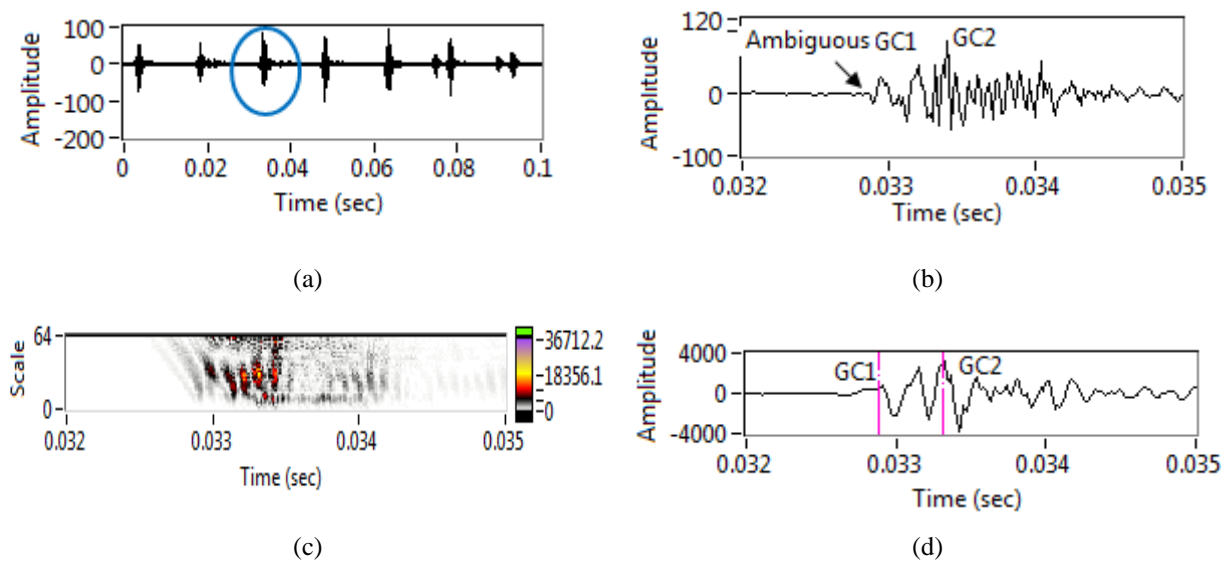 100
0
-100
-200
Amplitude
0 0.02 0.04 0.06 0.08 0.1
Time (sec)
(a)
120
0
-100
Amplitude
Ambiguous GC1 GC2
0.032 0.033 0.034 0.035
Time (sec)
(b)
64
0
Scale
36712.2
18356.1
0
0.032 0.033 0.034 0.035
Time (sec)
(c)
4000
0
-4000
Amplitude
GC1 GC2
0.032 0.033 0.034 0.035
Time (sec)
(d)